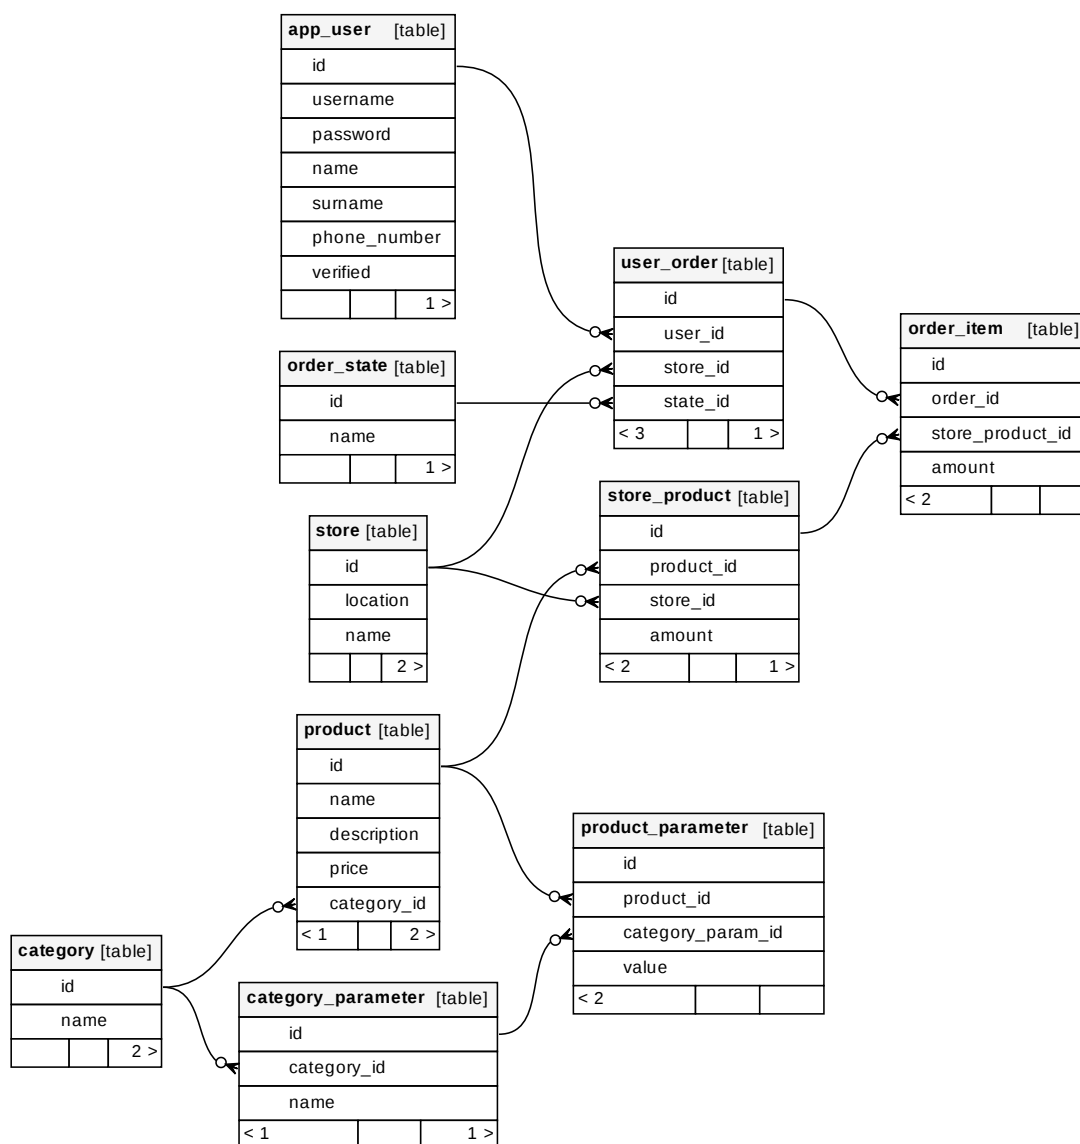 app_user [table]
id
username
password
name
surname
phone_number
verified
1 >
user_order [table]
id
user_id
store_id
state_id
< 3 1 >
order_item [table]
id
order_id
store_product_id
amount
< 2
order_state [table]
id
name
1 >
store_product [table]
id
product_id
store_id
amount
< 2 1 >
store [table]
id
location
name
2 >
product [table]
id
name
description
price
category_id
< 1 2 >
product_parameter [table]
id
product_id
category_param_id
value
< 2
category [table]
id
name
2 >
category_parameter [table]
id
category_id
name
< 1 1 >